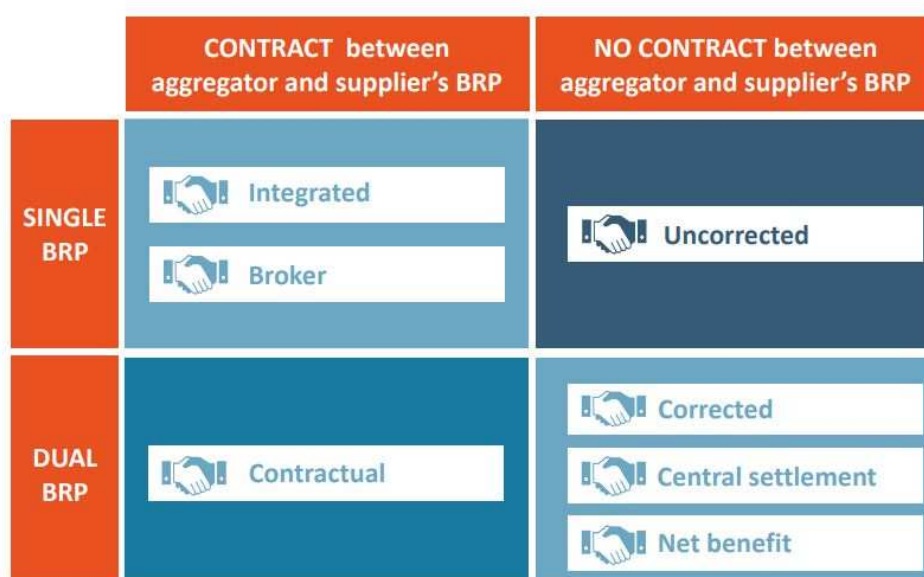 CONTRACT between
aggregator and supplier's BRP
NO CONTRACT between
aggregator and supplier's BRP
SINGLE
BRP
Integrated
Broker
Uncorrected
DUAL
BRP
Contractual
Corrected
Central settlement
Net benefit